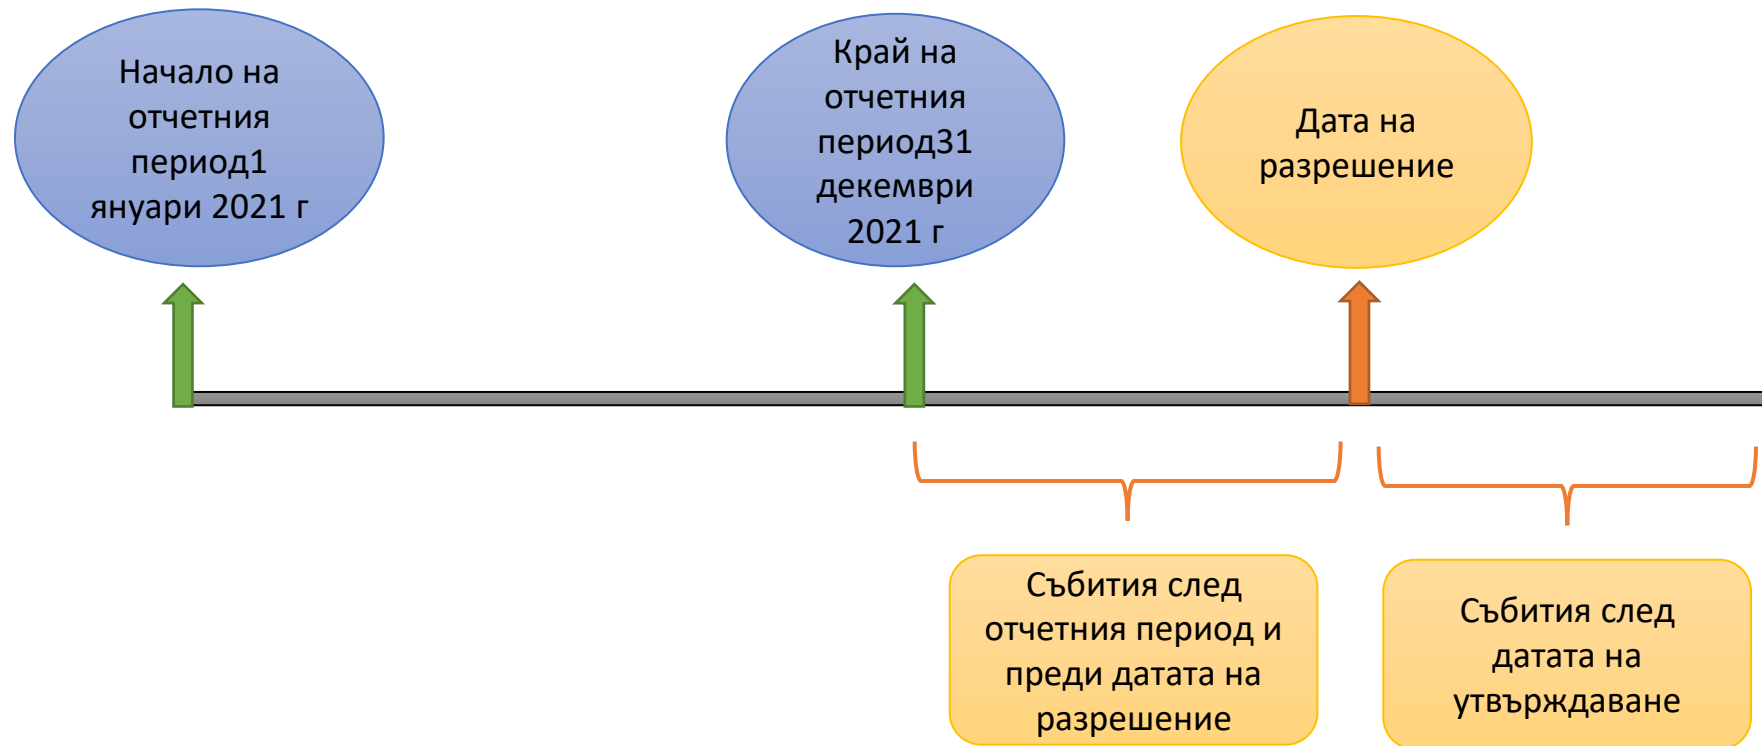 Начало на
отчетния
период1
януари 2021 г
Край на
отчетния
период31
декември
2021 г
Дата на
разрешение
Събития след
отчетния период и
преди датата на
разрешение
Събития след
датата на
утвърждаване